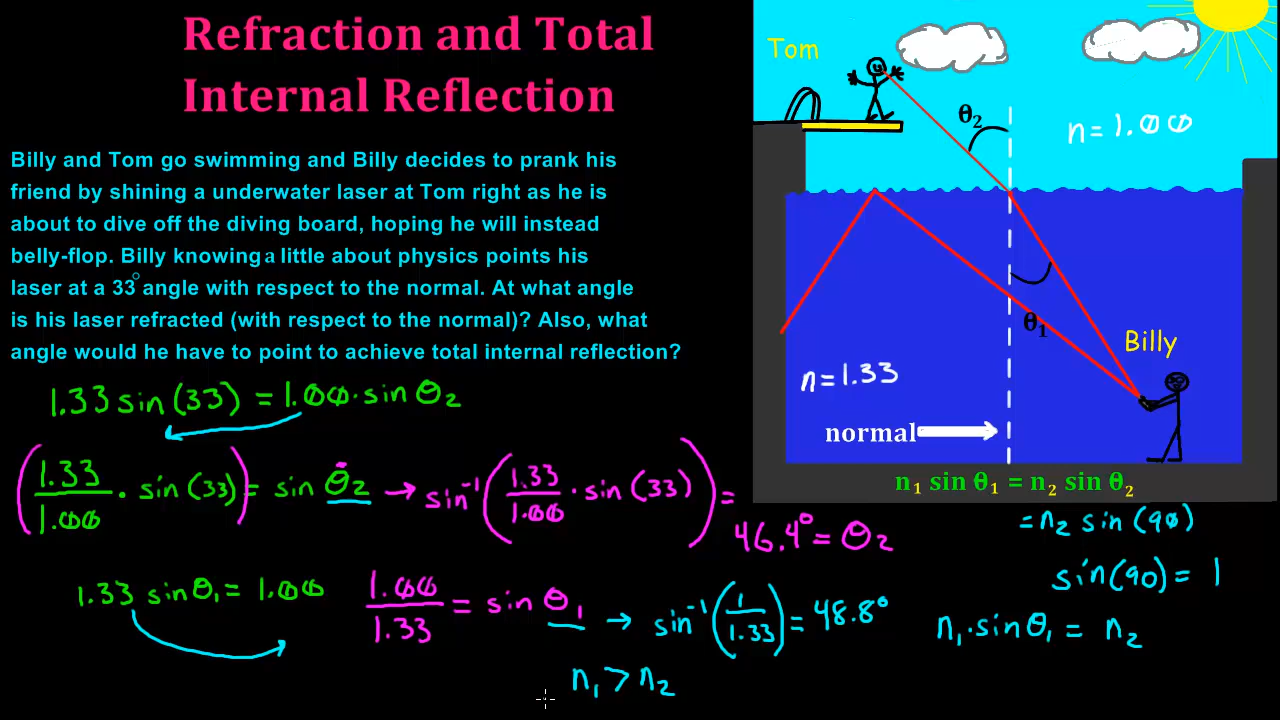 Refraction and Total
Internal Reflection
Billy and Tom go swimming and Billy decides to prank his
friend by shining a underwater laser at Tom right as he is
about to dive off the diving board, hoping he will instead
belly-flop. Billy knowing a little about physics points his
laser at a 33° angle with respect to the normal. At what angle
is his laser refracted (with respect to the normal)? Also, what
angle would he have to point to achieve total internal reflection?
Tom
θ₂
n=1.00
θ₁
Billy
n=1.33
normal
n₁ sin θ₁ = n₂ sin θ₂
1.33 sin(33) = 1.00·sin θ₂
(1.33/1.00 · sin(33)) = sin θ₂ → sin⁻¹(1.33/1.00 · sin(33)) =
46.4° = θ₂
= n₂ sin(90)
sin(90) = 1
n₁·sinθ₁ = n₂
1.33 sinθ₁ = 1.00
1.00/1.33 = sin θ₁ → sin⁻¹(1/1.33) = 48.8°
n₁ > n₂